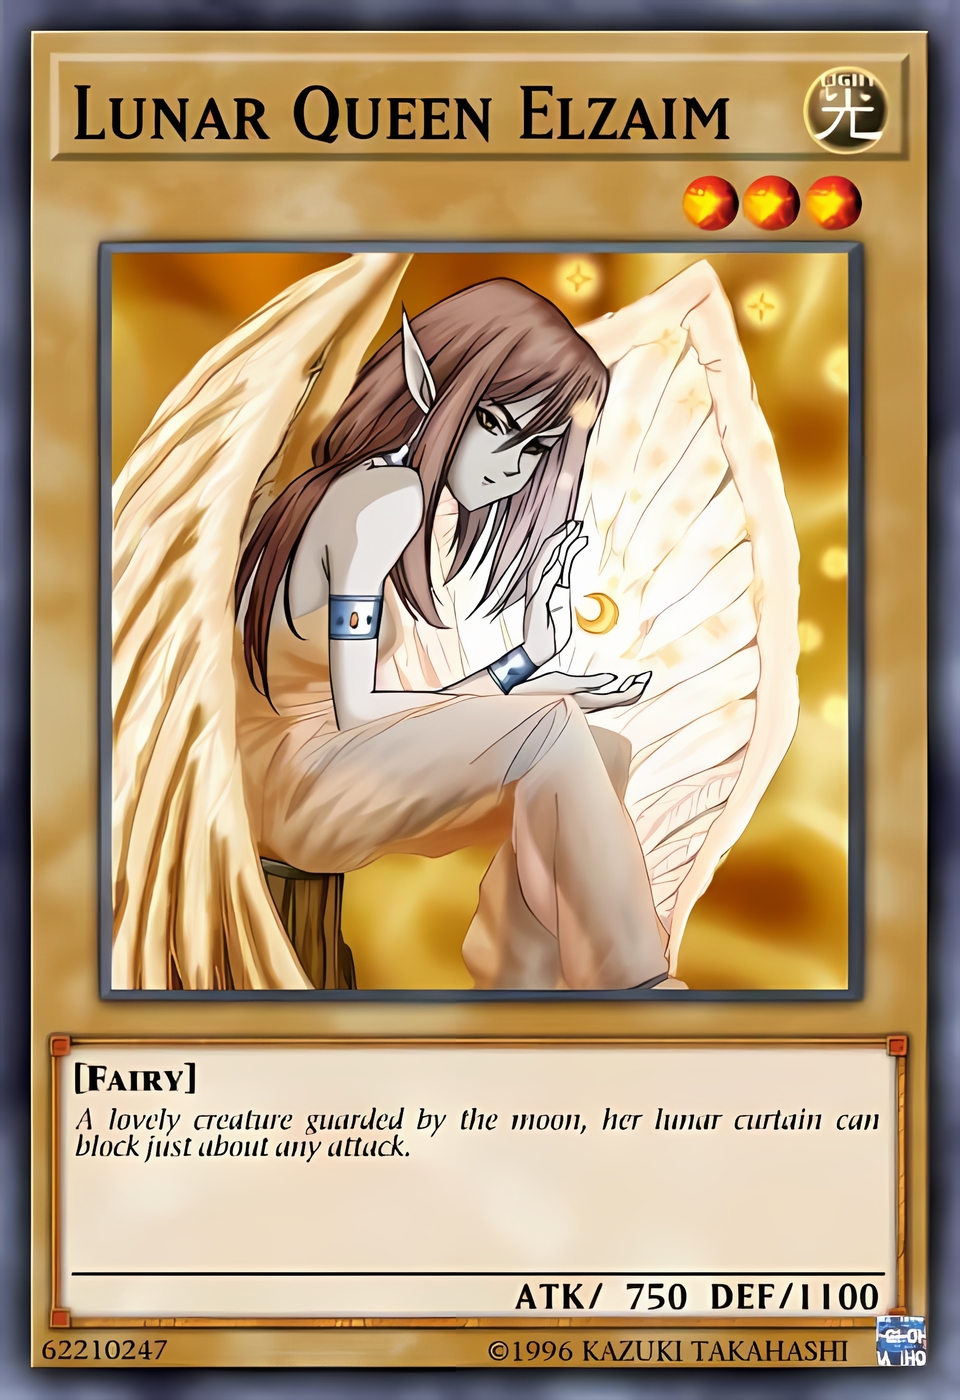 LUNAR QUEEN ELZAIM
光
[FAIRY]
A lovely creature guarded by the moon, her lunar curtain can
block just about any attack.
ATK/ 750 DEF/1100
62210247
©1996 KAZUKI TAKAHASHI